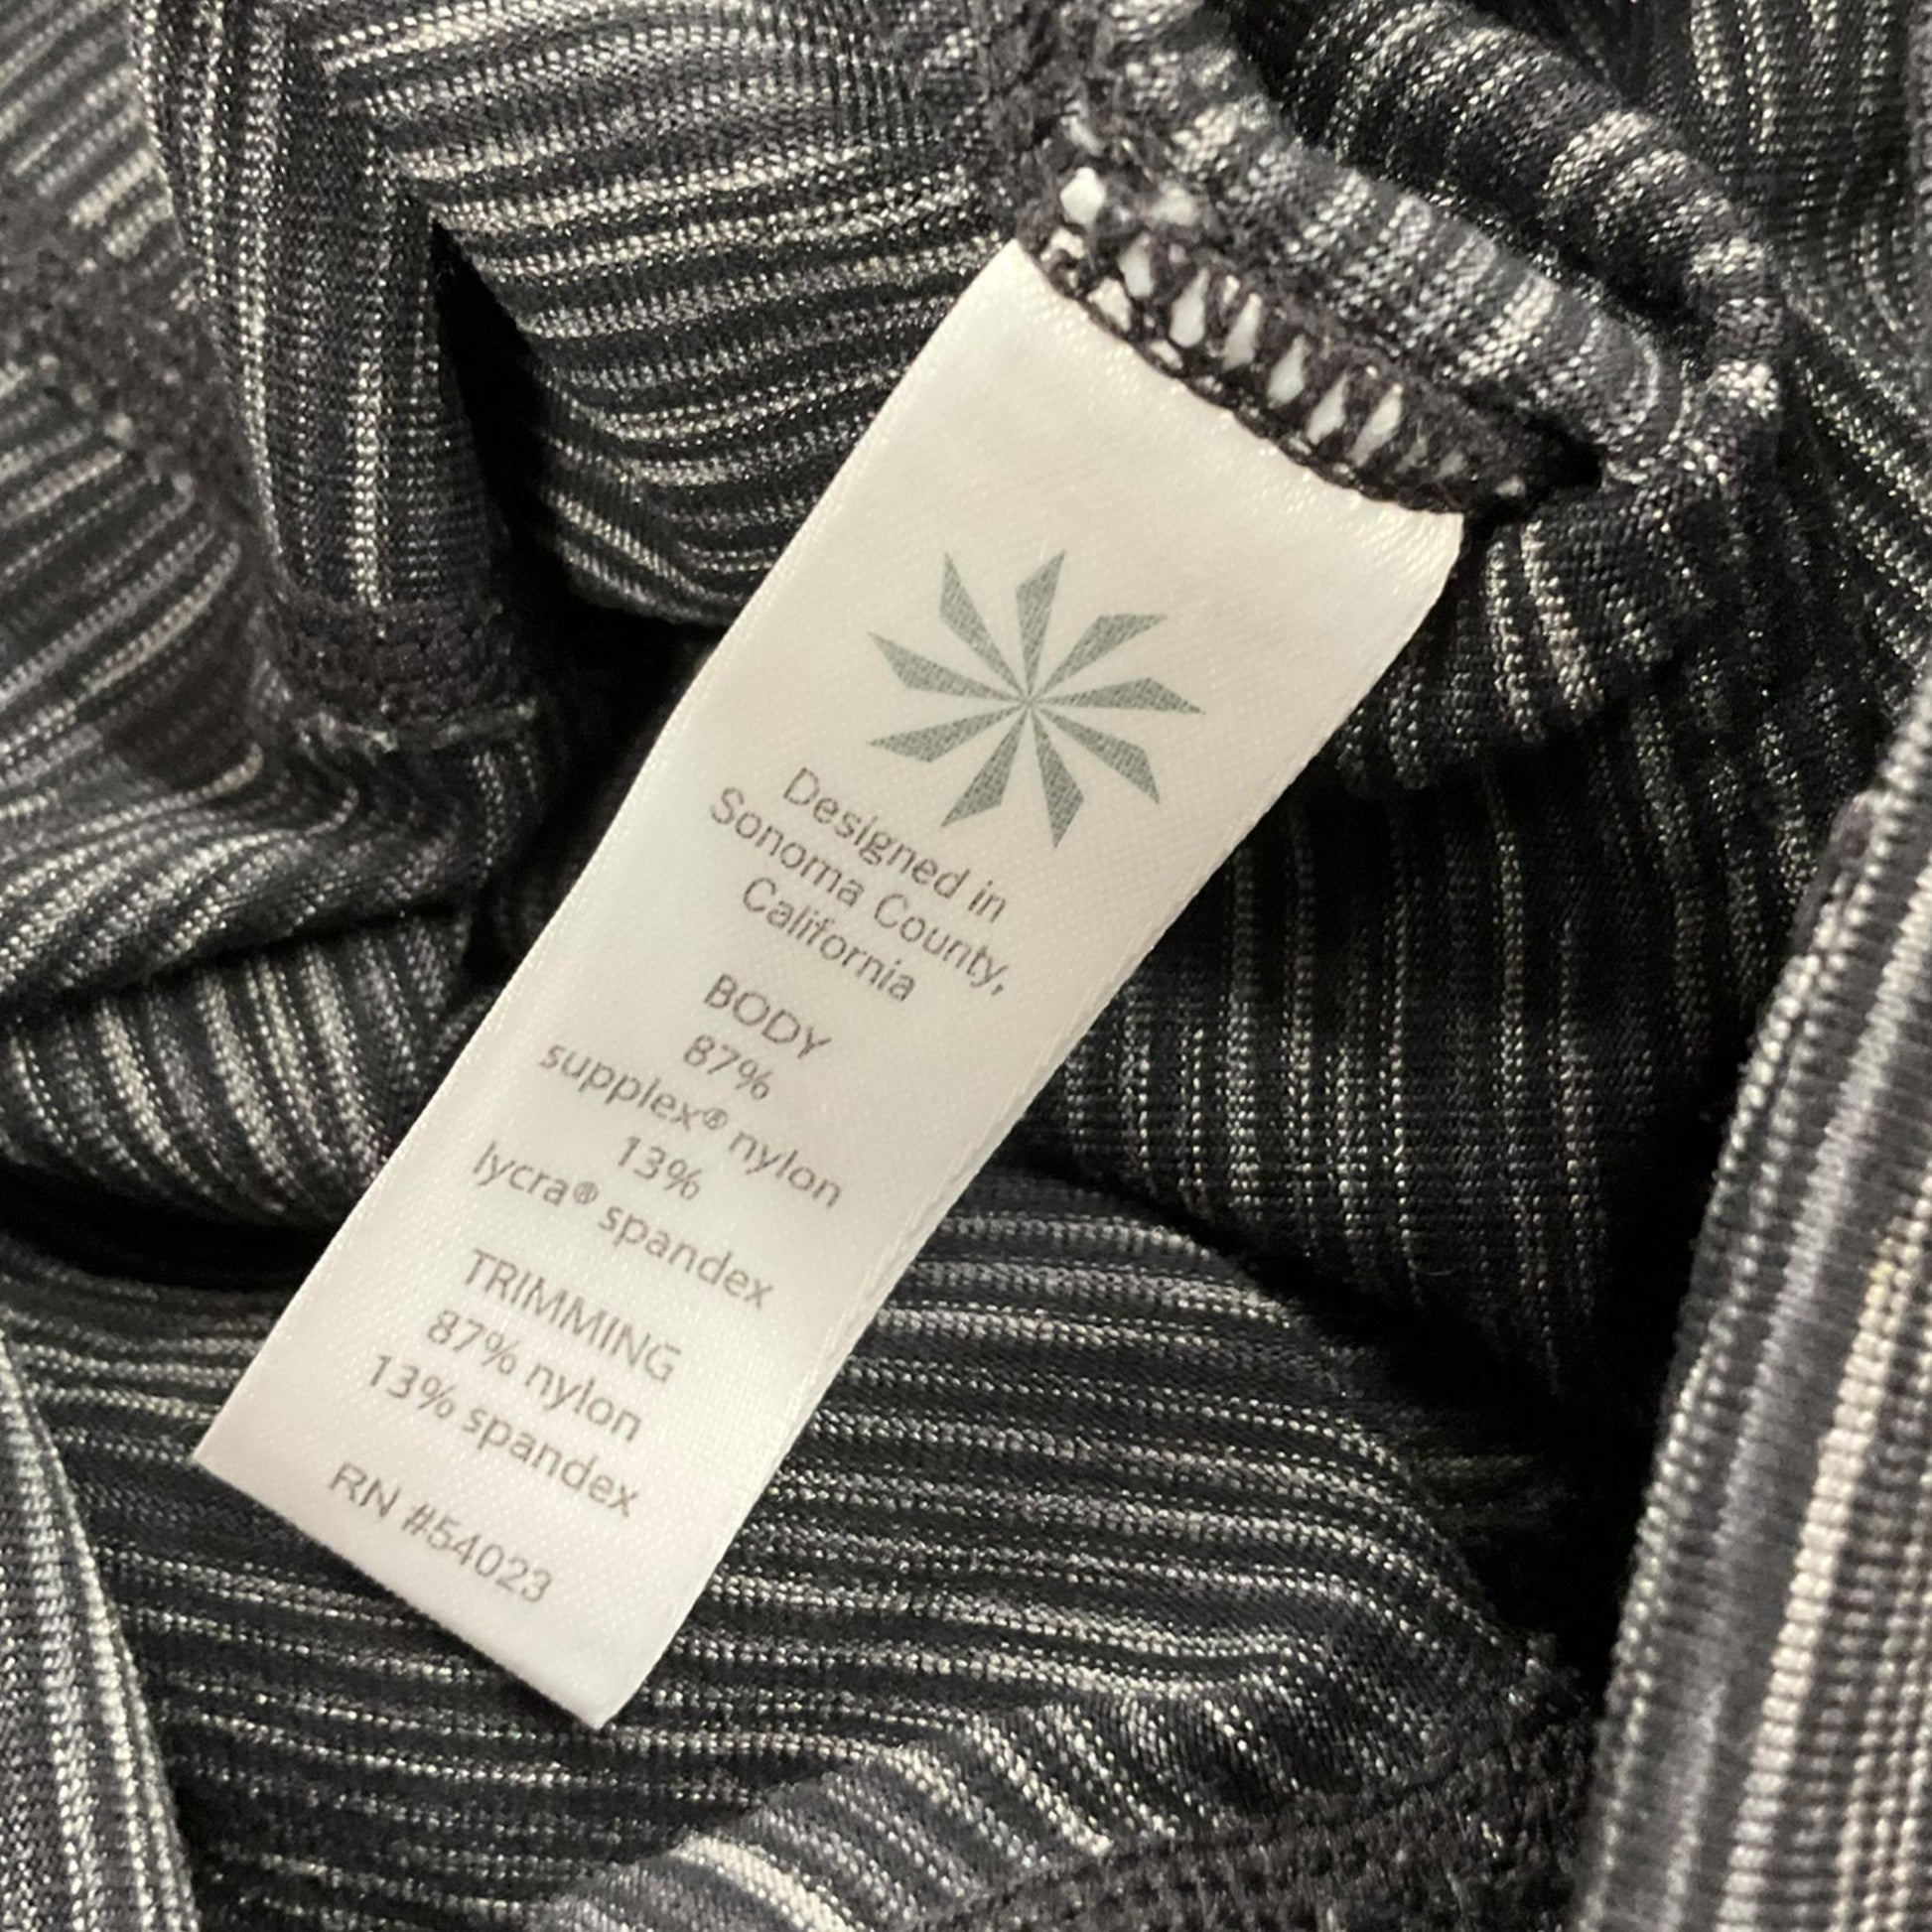 Designed in
Sonoma County,
California
BODY
87%
supplex® nylon
13%
lycra® spandex
TRIMMING
87% nylon
13% spandex
RN #54023